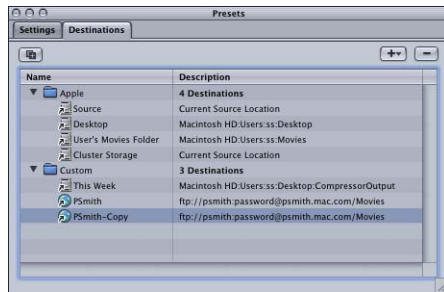 Presets
Settings Destinations
Name Description
Apple 4 Destinations
Source Current Source Location
Desktop Macintosh HD:Users:ss:Desktop
User's Movies Folder Macintosh HD:Users:ss:Movies
Cluster Storage Current Source Location
Custom 3 Destinations
This Week Macintosh HD:Users:ss:Desktop:CompressorOutput
PSmith ftp://psmith:password@psmith.mac.com/Movies
PSmith-Copy ftp://psmith:password@psmith.mac.com/Movies